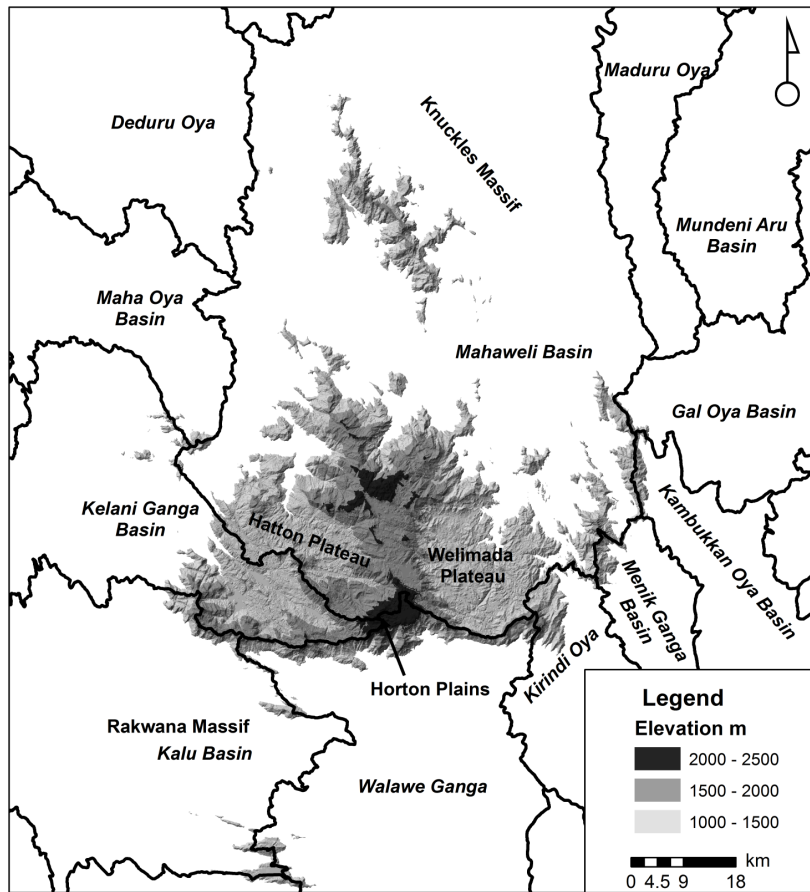 Maduru Oya
Deduru Oya
Knuckles Massif
Mundeni Aru
Basin
Maha Oya
Basin
Mahaweli Basin
Gal Oya Basin
Kelani Ganga
Basin
Hatton Plateau
Welimada
Plateau
Kambukkan Oya Basin
Menik Ganga
Basin
Kirindi Oya
Horton Plains
Rakwana Massif
Kalu Basin
Walawe Ganga
Legend
Elevation m
2000 - 2500
1500 - 2000
1000 - 1500
km
0 4.5 9 18